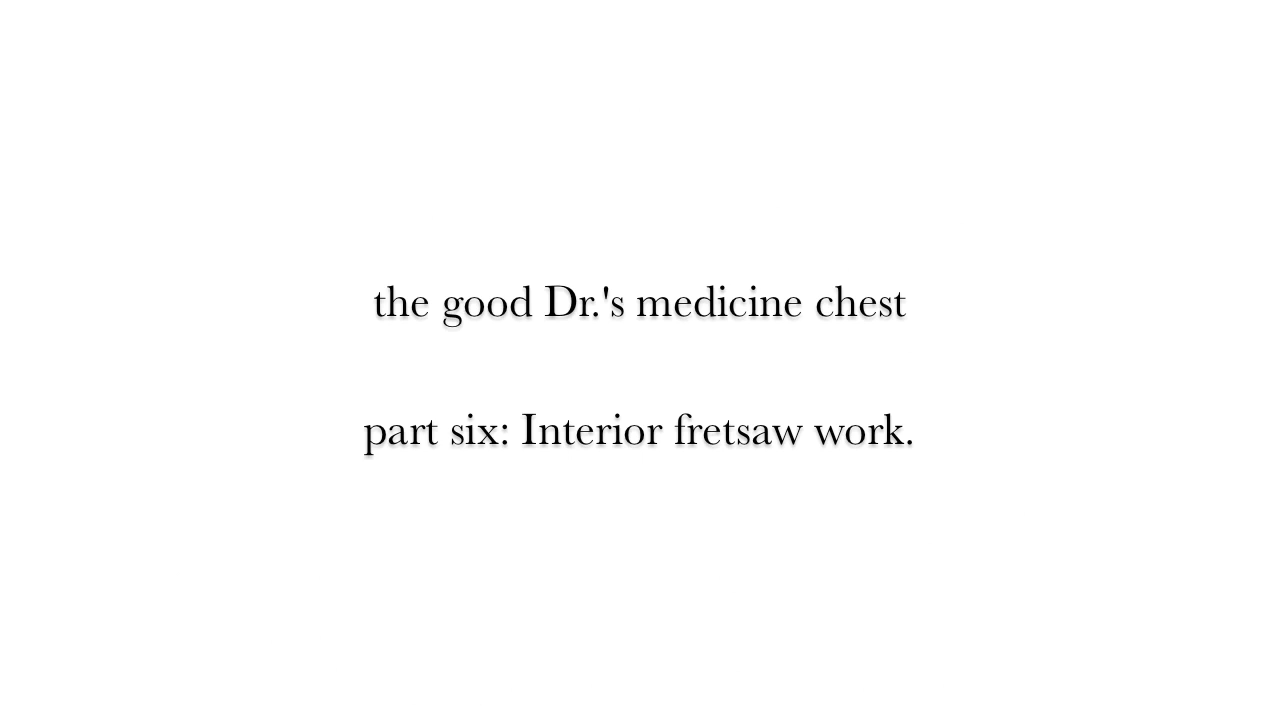 the good Dr.'s medicine chest
part six: Interior fretsaw work.